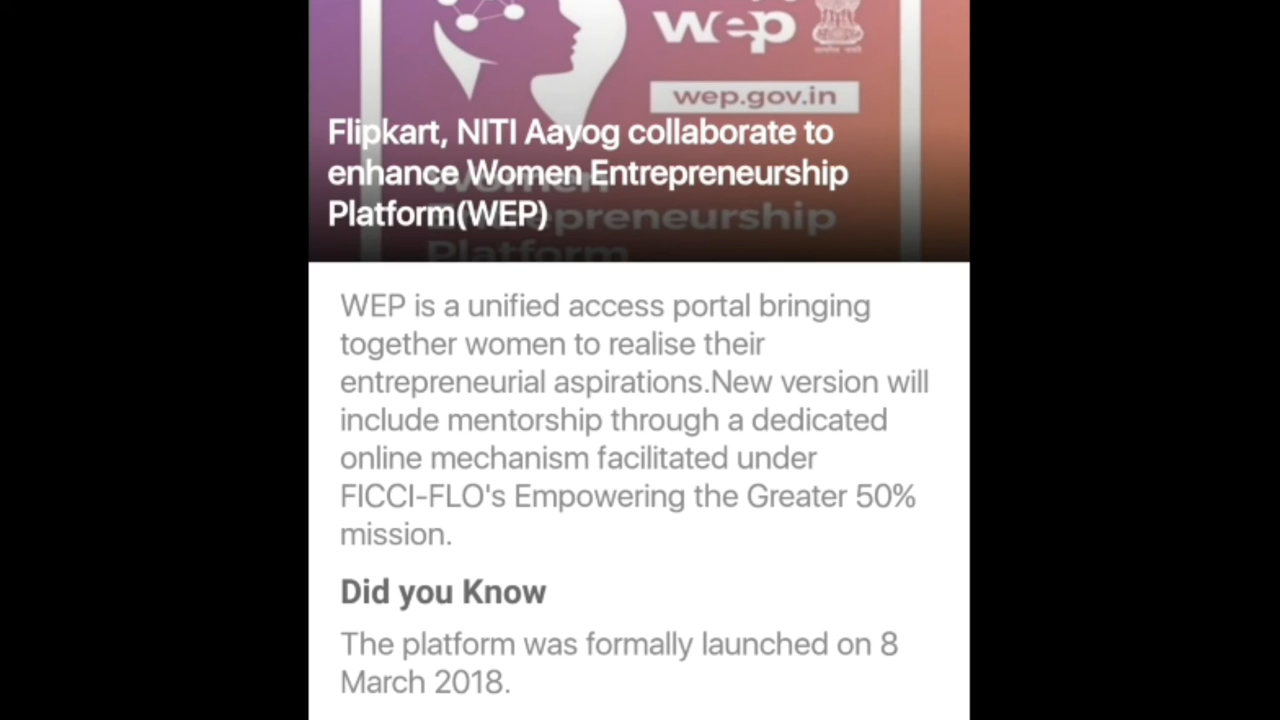 wep
wep.gov.in
Flipkart, NITI Aayog collaborate to
enhance Women Entrepreneurship
Platform(WEP)
Women
Entrepreneurship
Platform
WEP is a unified access portal bringing
together women to realise their
entrepreneurial aspirations.New version will
include mentorship through a dedicated
online mechanism facilitated under
FICCI-FLO's Empowering the Greater 50%
mission.
Did you Know
The platform was formally launched on 8
March 2018.